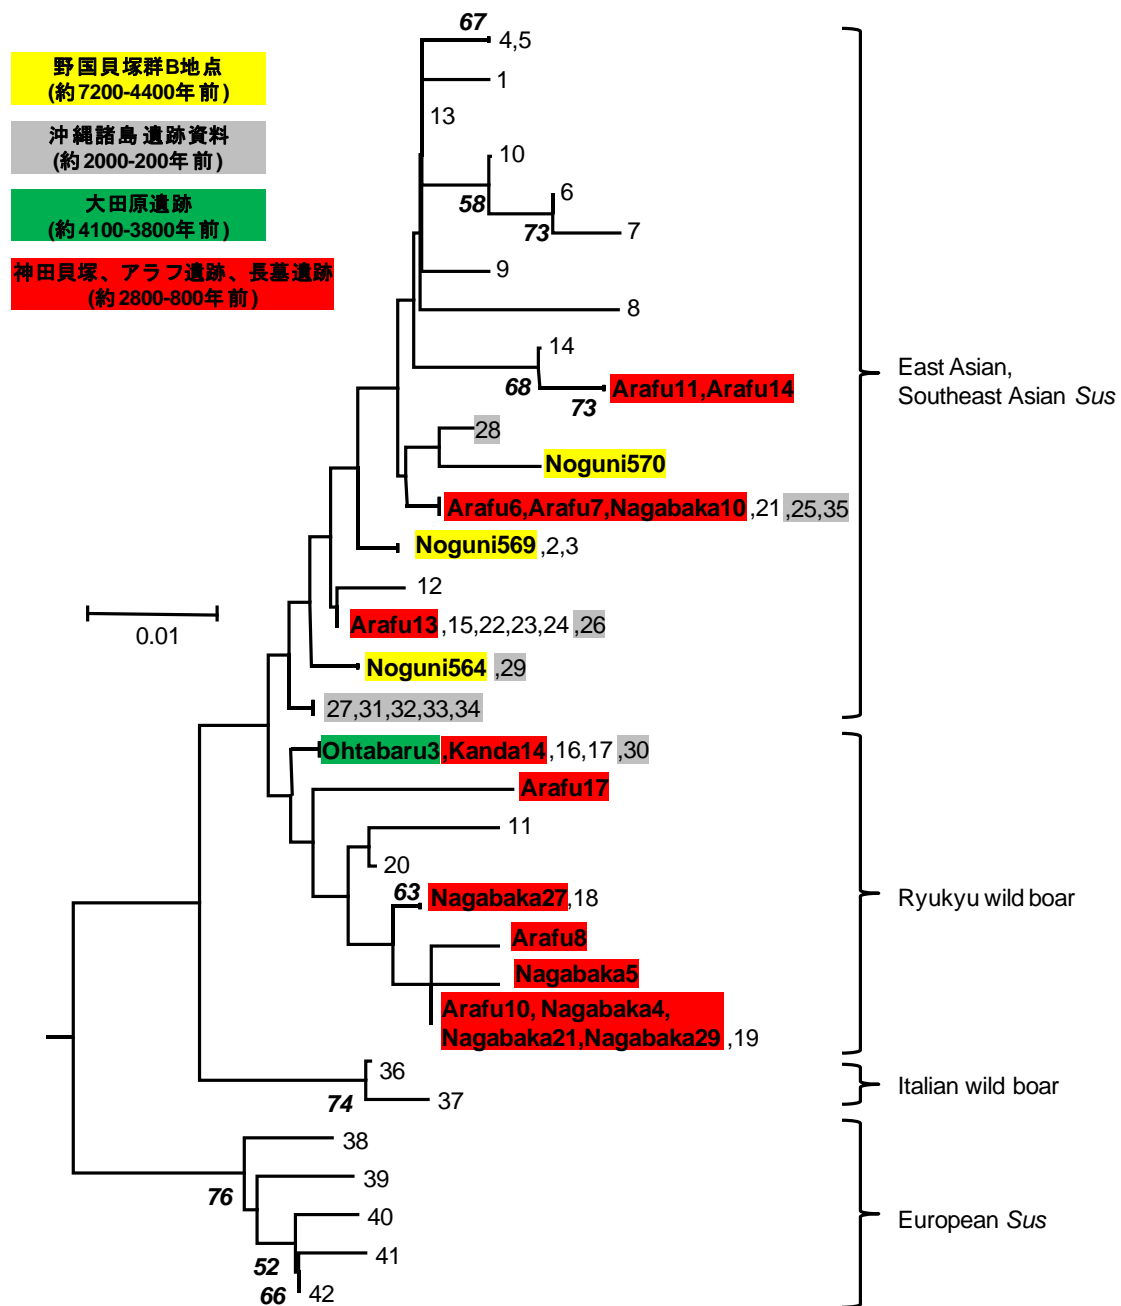 野国貝塚群B地点
(約7200-4400年前)
沖縄諸島遺跡資料
(約2000-200年前)
大田原遺跡
(約4100-3800年前)
神田貝塚、アラフ遺跡、長墓遺跡
(約2800-800年前)
67
4,5
1
13
10
58
6
73
7
9
8
14
68
73
Arafu11,Arafu14
28
Noguni570
Arafu6,Arafu7,Nagabaka10 ,21 ,25,35
Noguni569 ,2,3
12
Arafu13 ,15,22,23,24 ,26
Noguni564 ,29
27,31,32,33,34
East Asian,
Southeast Asian Sus
0.01
Ohtabaru3 ,Kanda14 ,16,17 ,30
Arafu17
11
20
63
Nagabaka27 ,18
Arafu8
Nagabaka5
Arafu10, Nagabaka4,
Nagabaka21,Nagabaka29 ,19
Ryukyu wild boar
36
74
37
Italian wild boar
38
76
39
40
52
41
66
42
European Sus